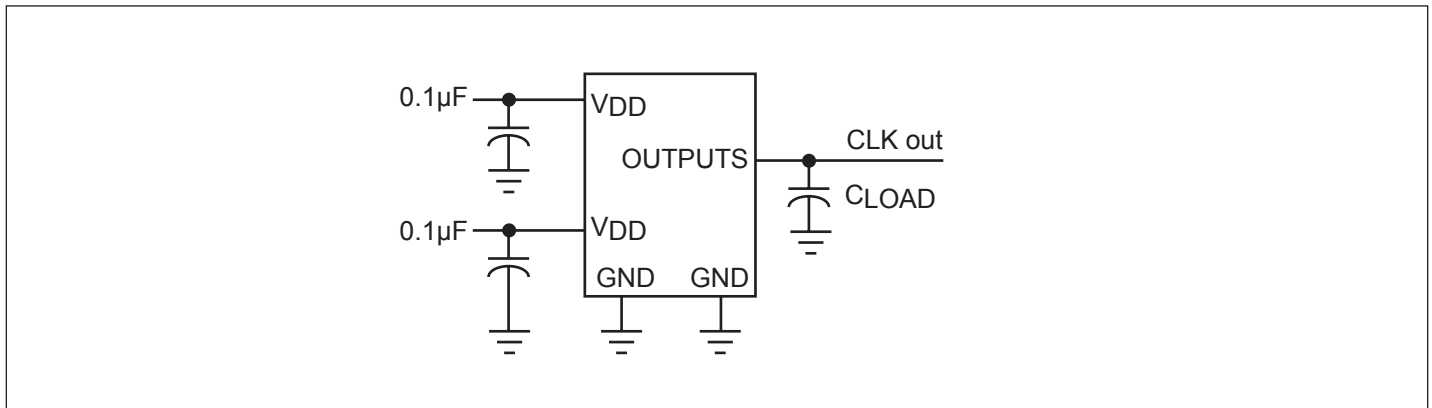 0.1µF
VDD
OUTPUTS
CLK out
CLOAD
0.1µF
VDD
GND GND